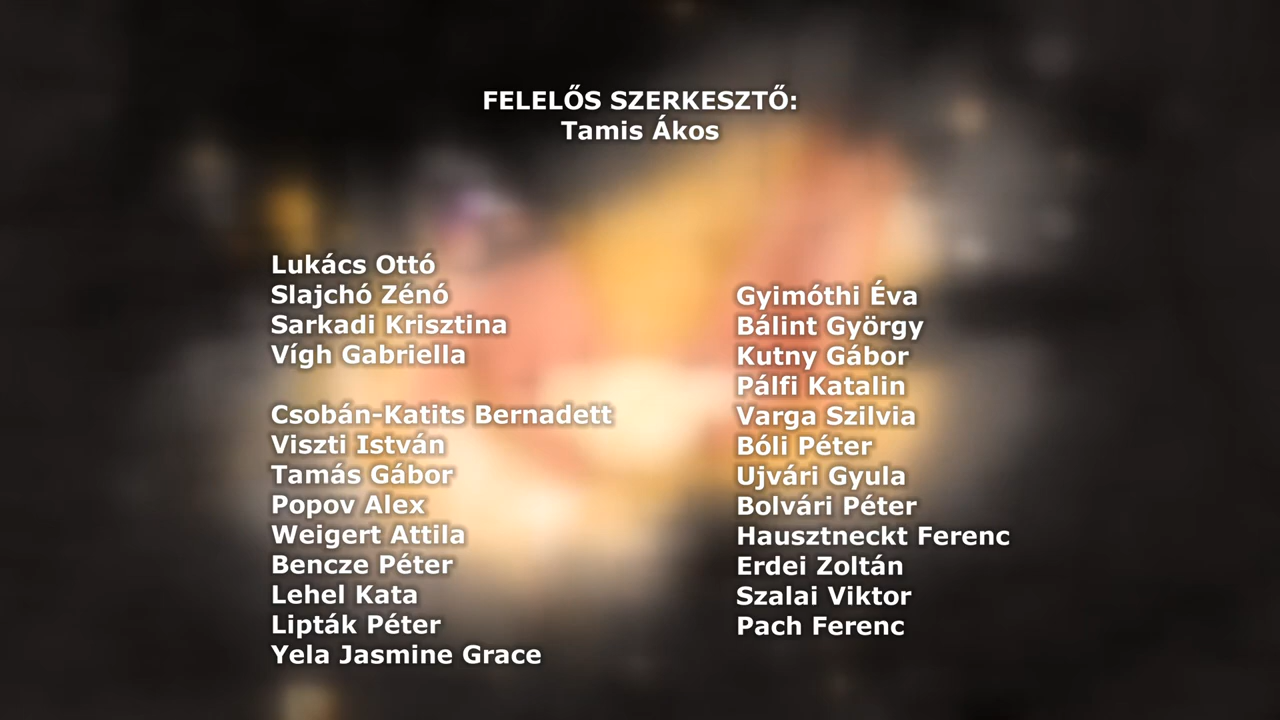 FELELŐS SZERKESZTŐ:
Tamis Ákos
Lukács Ottó
Slajchó Zénó
Sarkadi Krisztina
Vígh Gabriella
Csobán-Katits Bernadett
Viszti István
Tamás Gábor
Popov Alex
Weigert Attila
Bencze Péter
Lehel Kata
Lipták Péter
Yela Jasmine Grace
Gyimóthi Éva
Bálint György
Kutny Gábor
Pálfi Katalin
Varga Szilvia
Bóli Péter
Ujvári Gyula
Bolvári Péter
Hausztneckt Ferenc
Erdei Zoltán
Szalai Viktor
Pach Ferenc